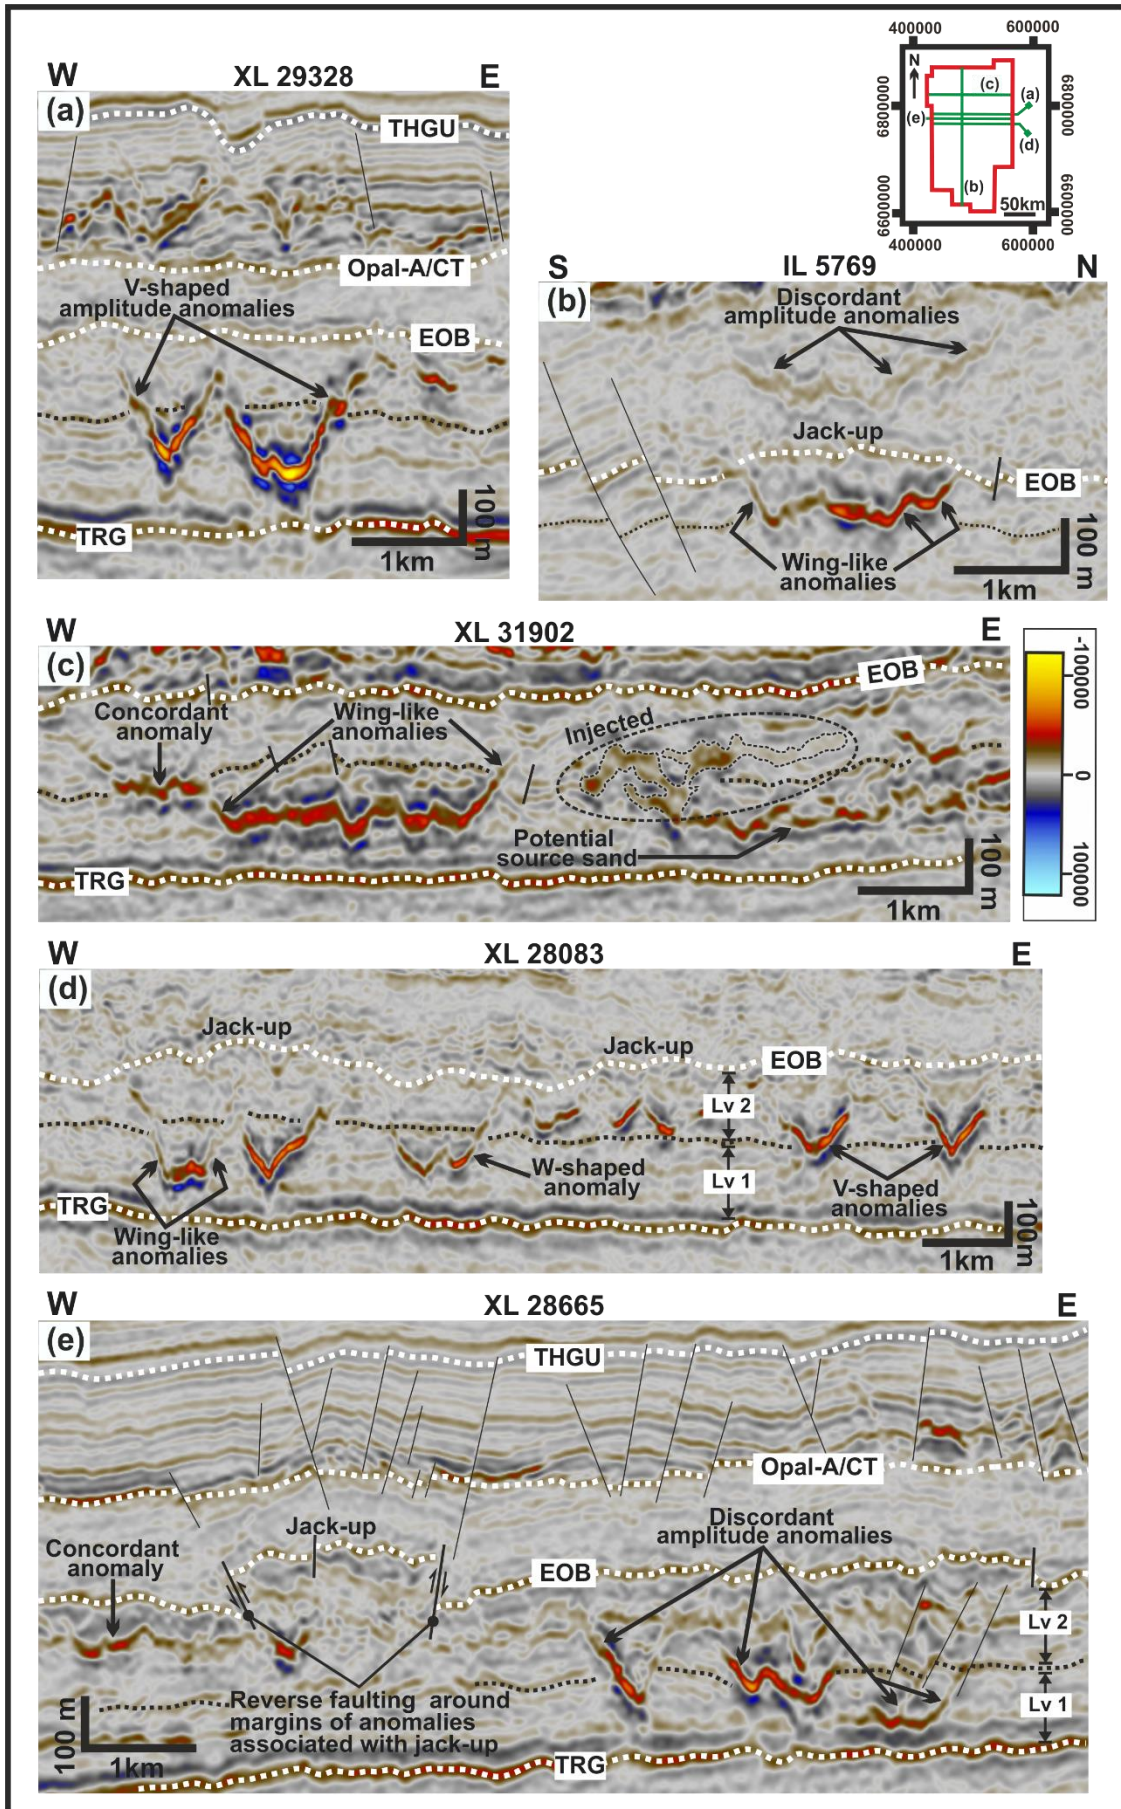 400000 600000
N
(c)
(a)
(e)
(d)
(b)
50km
6800000
6600000
6800000
6600000
400000 600000
W XL 29328 E
(a)
THGU
Opal-A/CT
V-shaped
amplitude anomalies
EOB
TRG
1km
100 m
S IL 5769 N
(b)
Discordant
amplitude anomalies
Jack-up
EOB
Wing-like
anomalies
1km
100 m
W XL 31902 E
(c)
EOB
Concordant
anomaly
Wing-like
anomalies
Injected
Potential
source sand
TRG
1km
100 m
-100000
0
100000
W XL 28083 E
(d)
Jack-up
Jack-up
EOB
Lv 2
Lv 1
W-shaped
anomaly
V-shaped
anomalies
TRG
Wing-like
anomalies
1km
100m
W XL 28665 E
(e)
THGU
Opal-A/CT
Jack-up
Discordant
amplitude anomalies
Concordant
anomaly
EOB
Lv 2
Lv 1
Reverse faulting around
margins of anomalies
associated with jack-up
100 m
1km
TRG